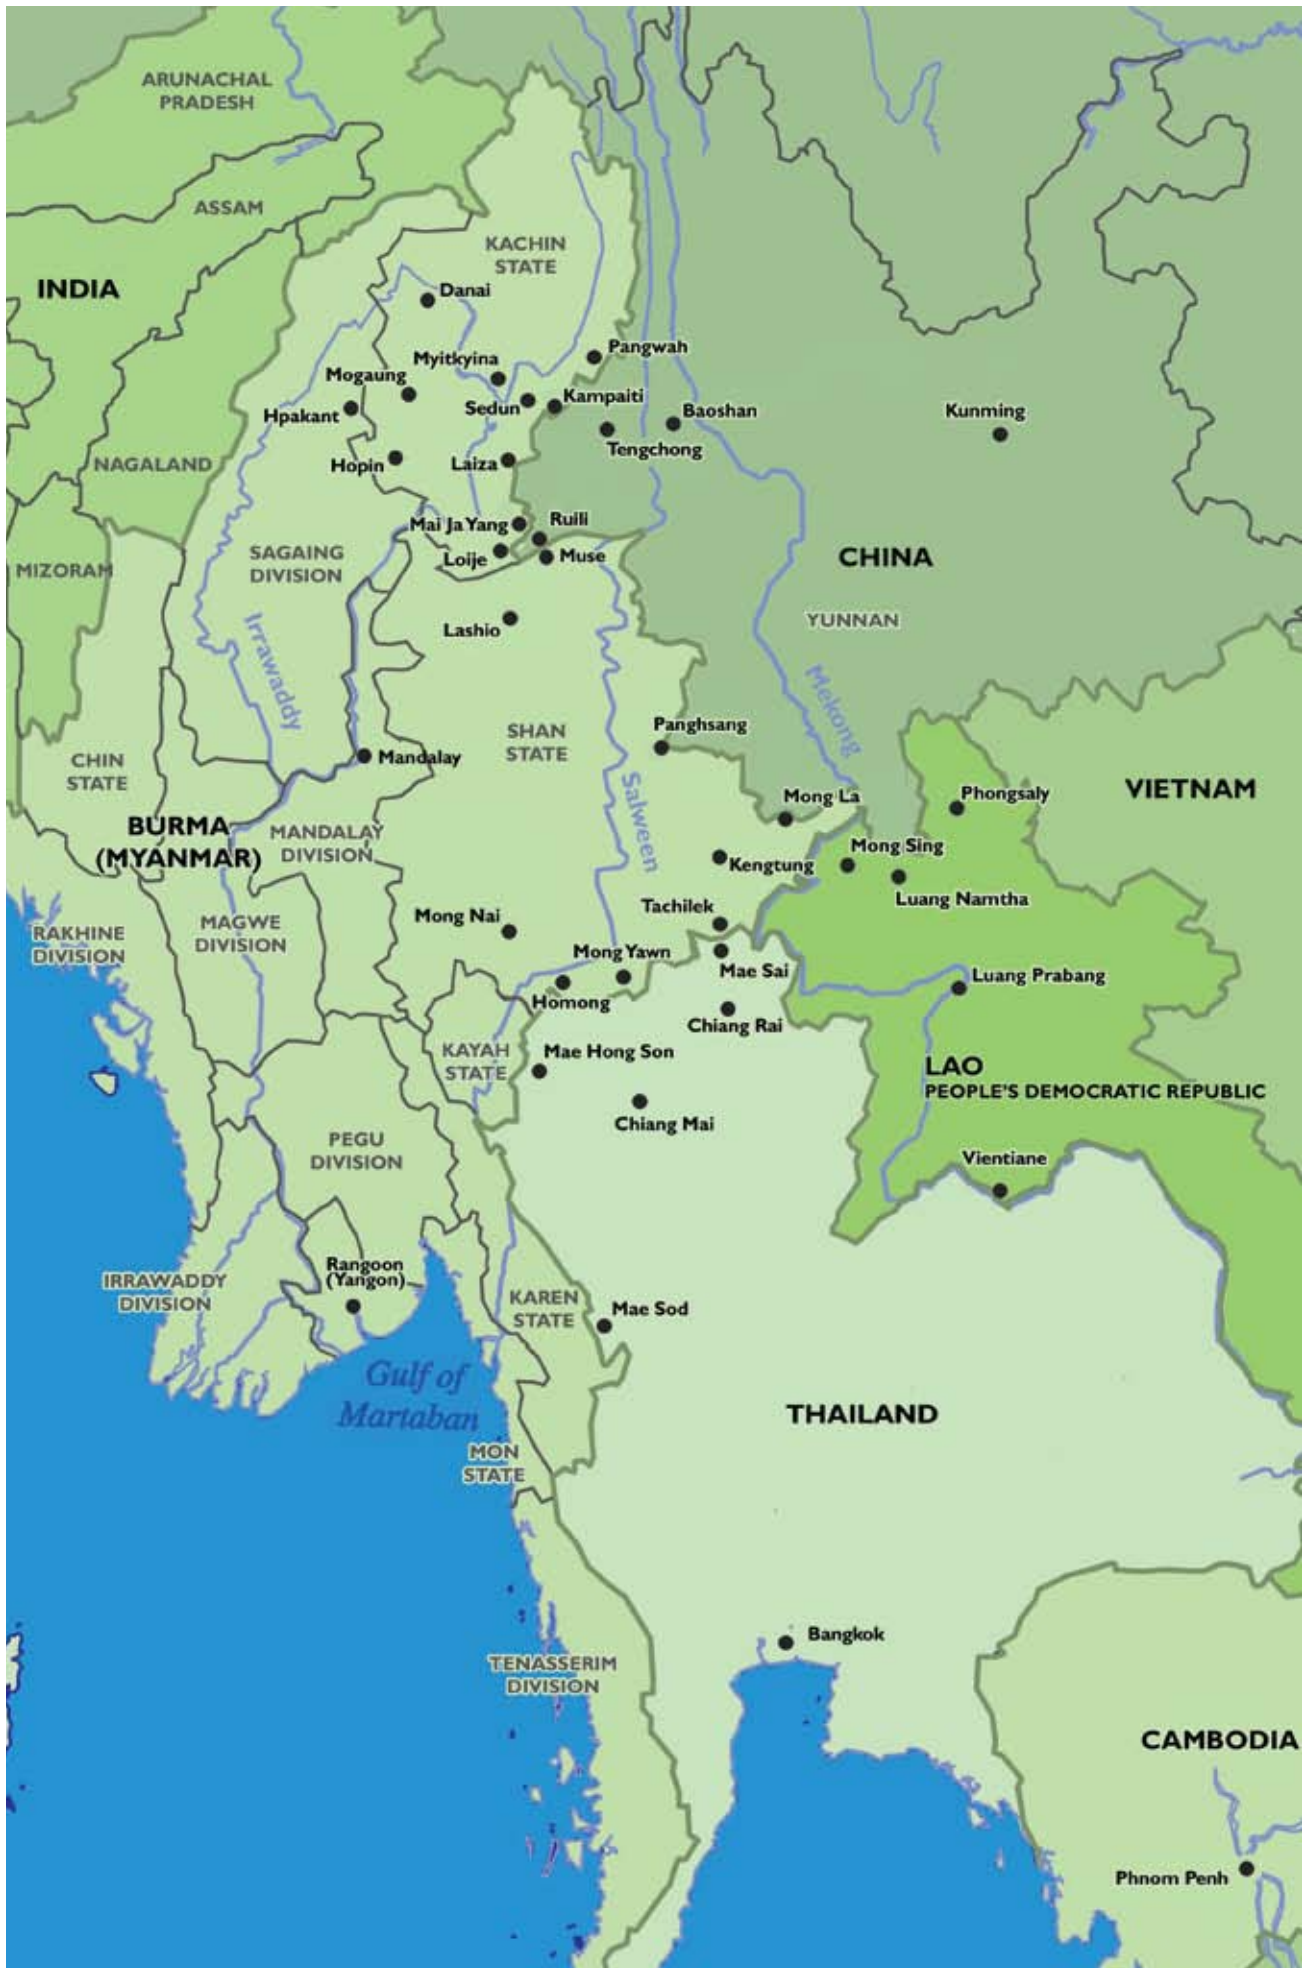 ARUNACHAL
PRADESH
ASSAM
KACHIN
STATE
INDIA
Danai
Pangwah
Myitkyina
Mogaung
Kampaiti
Sedun
Hpakant
Baoshan
Kunming
Tengchong
NAGALAND
Hopin
Laiza
Mai Ja Yang
Ruili
SAGAING
DIVISION
Loije
Muse
CHINA
MIZORAM
YUNNAN
Lashio
Irrawaddy
Mekong
Panghsang
SHAN
STATE
Mandalay
CHIN
STATE
Salween
VIETNAM
Mong La
Phongsaly
BURMA
(MYANMAR)
MANDALAY
DIVISION
Mong Sing
Kengtung
Luang Namtha
Tachilek
Mong Nai
MAGWE
DIVISION
RAKHINE
DIVISION
Mong Yawn
Mae Sai
Luang Prabang
Homong
Chiang Rai
KAYAH
STATE
Mae Hong Son
LAO
PEOPLE'S DEMOCRATIC REPUBLIC
Chiang Mai
PEGU
DIVISION
Vientiane
Rangoon
(Yangon)
IRRAWADDY
DIVISION
KAREN
STATE
Mae Sod
Gulf of
Martaban
THAILAND
MON
STATE
Bangkok
TENASSERIM
DIVISION
CAMBODIA
Phnom Penh